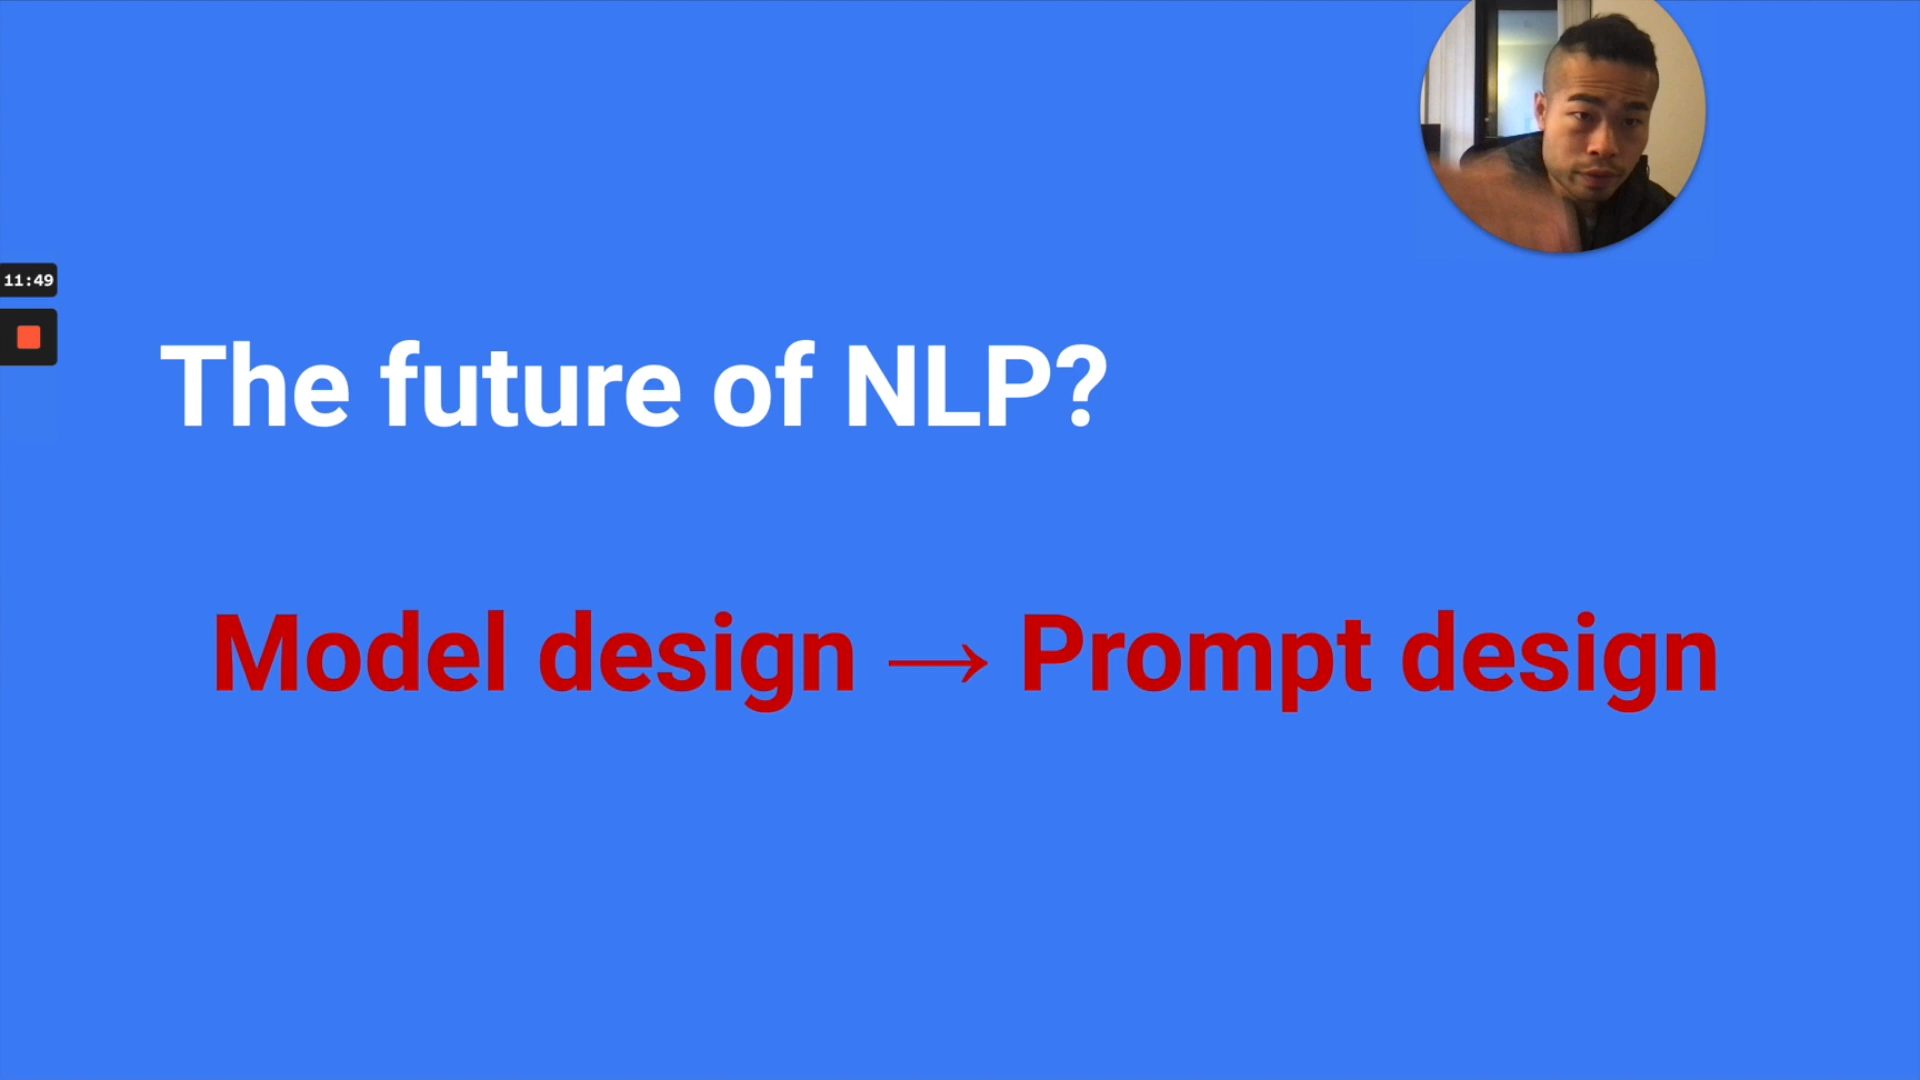 11:49
The future of NLP?
Model design → Prompt design